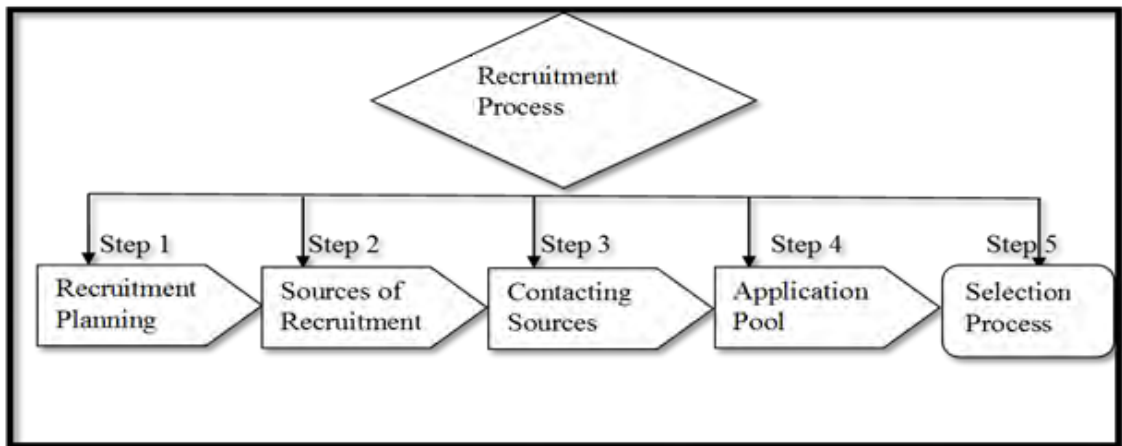 Recruitment
Process
Step 1
Step 2
Step 3
Step 4
Step 5
Recruitment
Planning
Sources of
Recruitment
Contacting
Sources
Application
Pool
Selection
Process